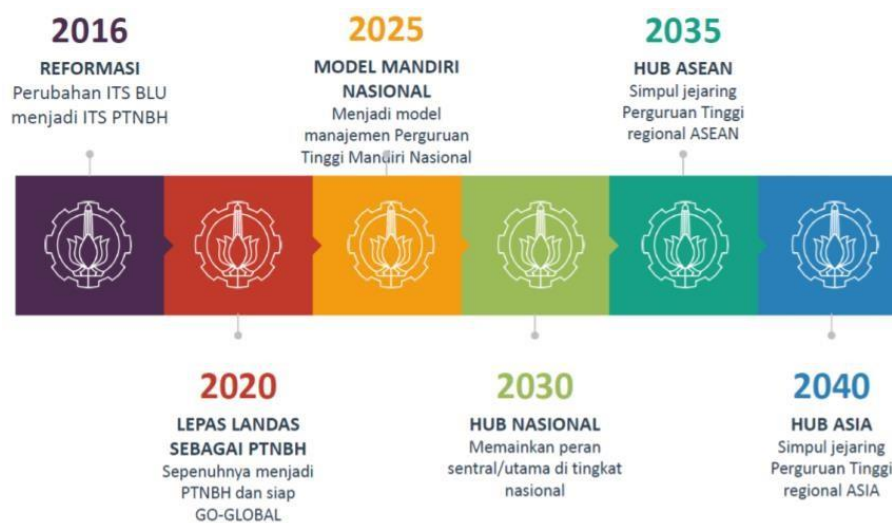 2016
REFORMASI
Perubahan ITS BLU
menjadi ITS PTNBH
2025
MODEL MANDIRI
NASIONAL
Menjadi model
manajemen Perguruan
Tinggi Mandiri Nasional
2035
HUB ASEAN
Simpul jejaring
Perguruan Tinggi
regional ASEAN
2020
LEPAS LANDAS
SEBAGAI PTNBH
Sepenuhnya menjadi
PTNBH dan siap
GO-GLOBAL
2030
HUB NASIONAL
Memainkan peran
sentral/utama di tingkat
nasional
2040
HUB ASIA
Simpul jejaring
Perguruan Tinggi
regional ASIA